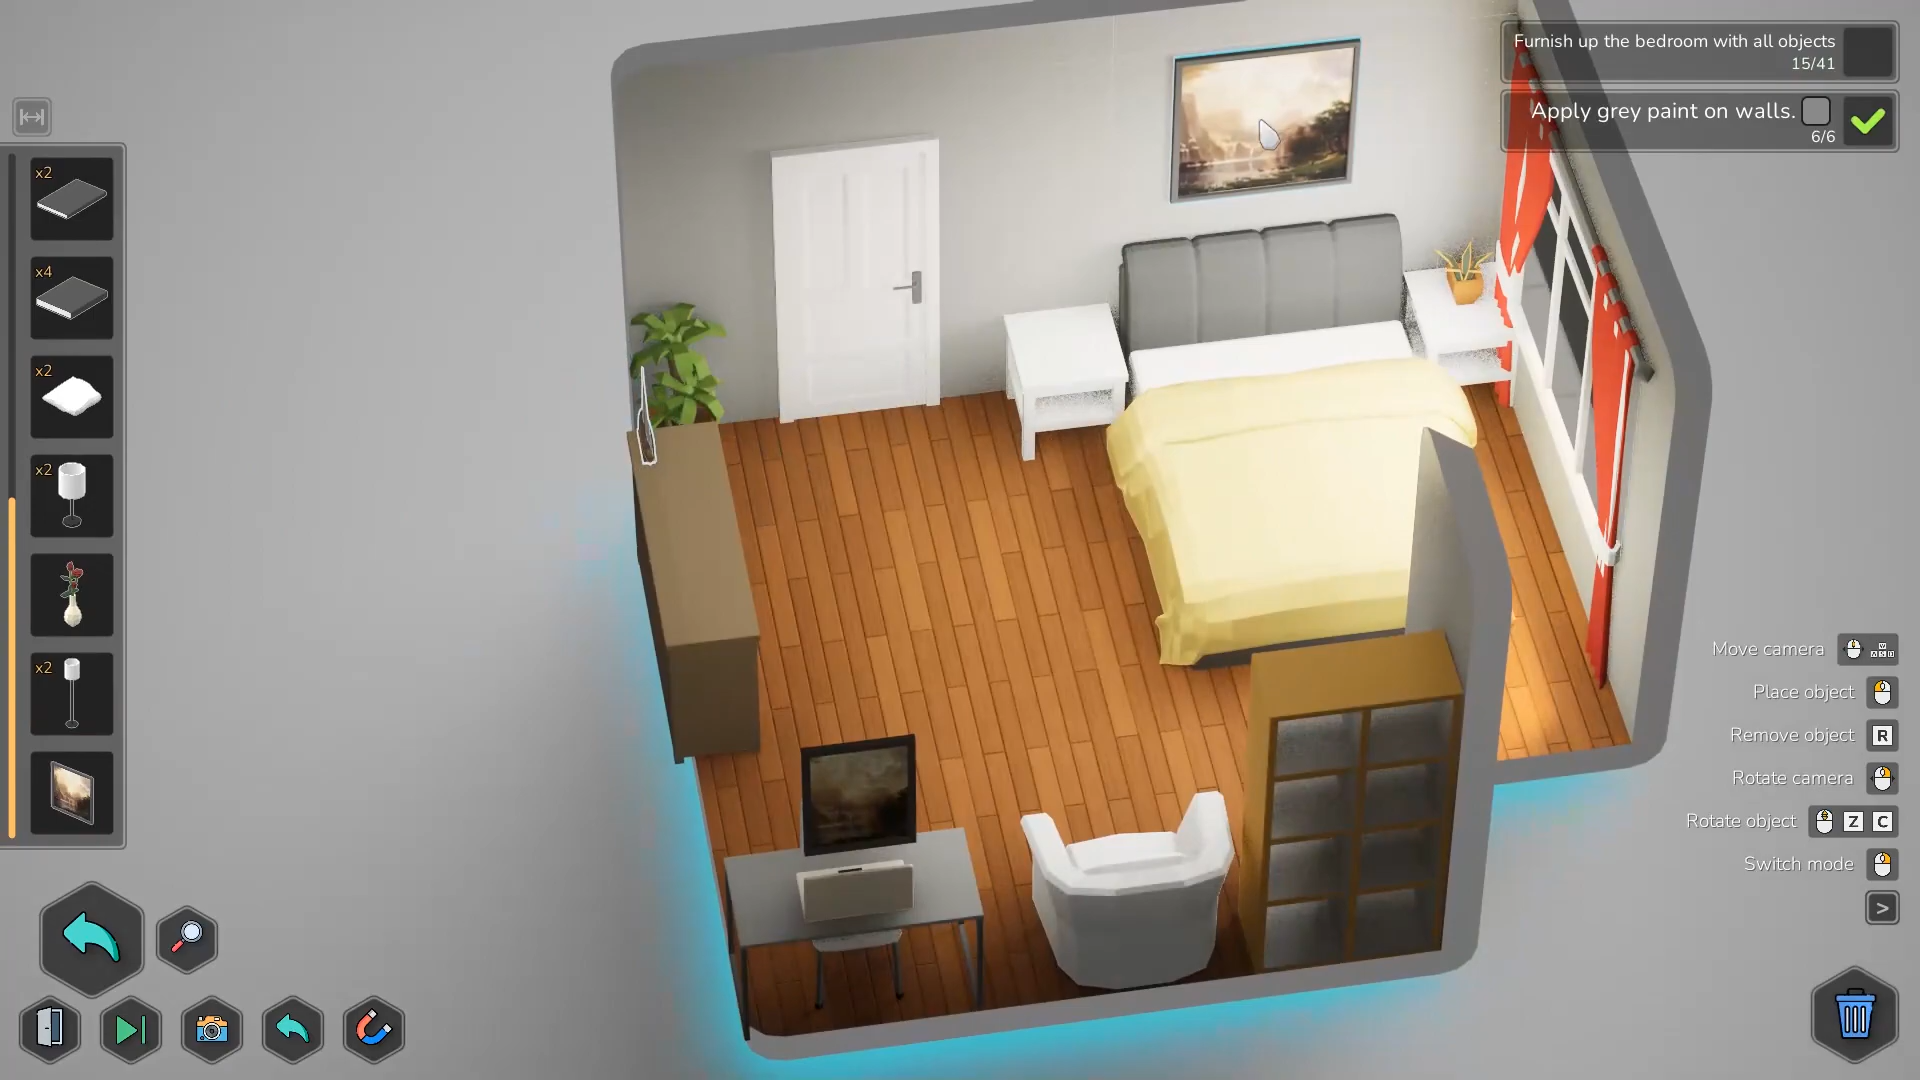 Furnish up the bedroom with all objects
15/41
Apply grey paint on walls.
6/6
x2
x4
x2
x2
x2
Move camera
Place object
Remove object R
Rotate camera
Rotate object Z C
Switch mode
>